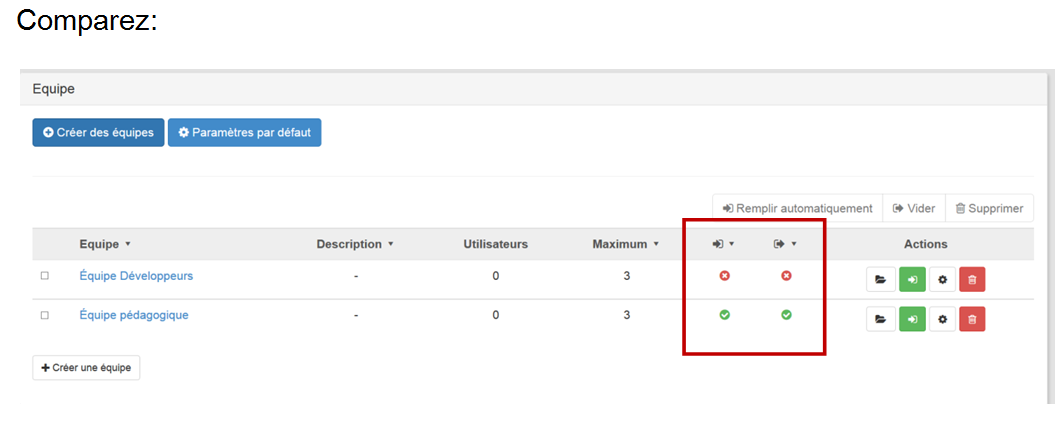 Comparez:
Equipe
Créer des équipes Paramètres par défaut
Remplir automatiquement Vider Supprimer
Equipe Description Utilisateurs Maximum Actions
Équipe Développeurs - 0 3
Équipe pédagogique - 0 3
Créer une équipe